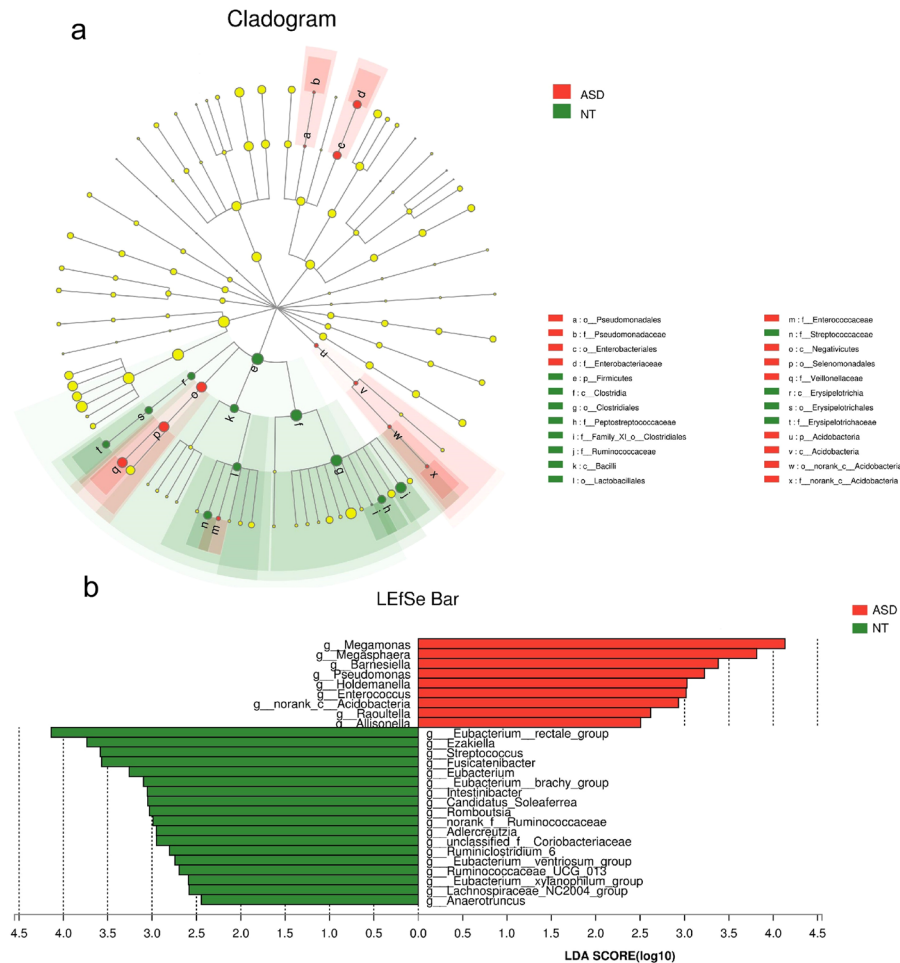 a
Cladogram
ASD
NT
b
d
a
c
u
e
v
r
o
k
f
w
s
p
g
x
t
q
l
j
n
m
i
h
a : o__Pseudomonadales
b : f__Pseudomonadaceae
c : o__Enterobacteriales
d : f__Enterobacteriaceae
e : p__Firmicutes
f : c__Clostridia
g : o__Clostridiales
h : f__Peptostreptococcaceae
i : f__Family_XI_o__Clostridiales
j : f__Ruminococcaceae
k : c__Bacilli
l : o__Lactobacillales
m : f__Enterococcaceae
n : f__Streptococcaceae
o : c__Negativicutes
p : o__Selenomonadales
q : f__Veillonellaceae
r : c__Erysipelotrichia
s : o__Erysipelotrichales
t : f__Erysipelotrichaceae
u : p__Acidobacteria
v : c__Acidobacteria
w : o__norank_c__Acidobacteria
x : f__norank_c__Acidobacteria
b
LEfSe Bar
ASD
NT
g__Megamonas
g__Megasphaera
g__Barnesiella
g__Pseudomonas
g__Holdemanella
g__Enterococcus
g__norank_c__Acidobacteria
g__Raoultella
g__Allisonella
g___Eubacterium__rectale_group
g__Ezakiella
g__Streptococcus
g__Fusicatenibacter
g__Eubacterium
g___Eubacterium__brachy_group
g__Intestinibacter
g__Candidatus_Soleaferrea
g__Romboutsia
g__norank_f__Ruminococcaceae
g__Adlercreutzia
g__unclassified_f__Coriobacteriaceae
g__Ruminiclostridium_6
g___Eubacterium__ventriosum_group
g__Ruminococcaceae_UCG_013
g___Eubacterium__xylanophilum_group
g__Lachnospiraceae_NC2004_group
g__Anaerotruncus
4.5 4.0 3.5 3.0 2.5 2.0 1.5 1.0 0.5 0.0 0.5 1.0 1.5 2.0 2.5 3.0 3.5 4.0 4.5
LDA SCORE(log10)